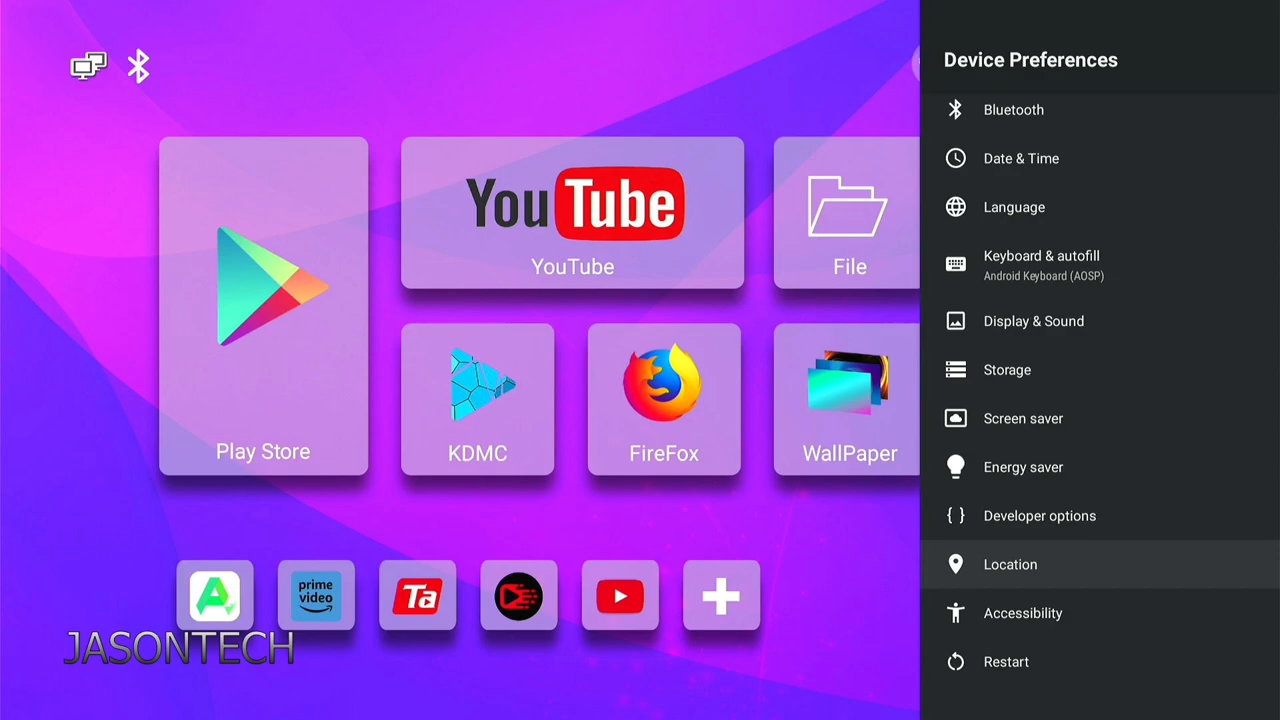 YouTube
YouTube
File
Play Store
KDMC
FireFox
WallPaper
prime
video
Ta
JASONTECH
Device Preferences
Bluetooth
Date & Time
Language
Keyboard & autofill
Android Keyboard (AOSP)
Display & Sound
Storage
Screen saver
Energy saver
Developer options
Location
Accessibility
Restart